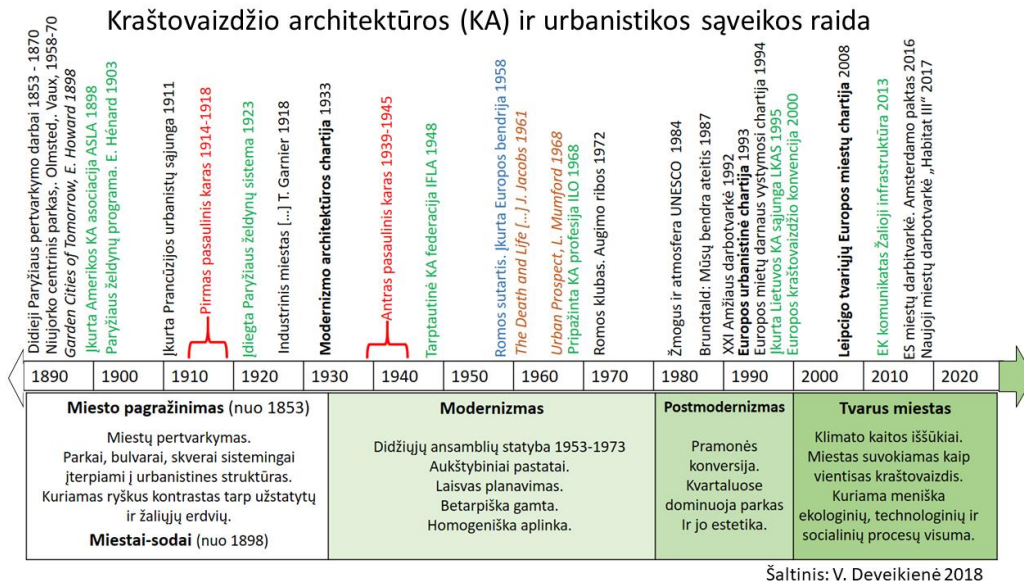 Kraštovaizdžio architektūros (KA) ir urbanistikos sąveikos raida
Didieji Paryžiaus pertvarkymo darbai 1853 - 1870
Niujorko centrinis parkas,. Olmsted,. Vaux, 1958-70
Garden Cities of Tomorrow, E. Howard 1898
Įkurta Amerikos KA asociacija ASLA 1898
Paryžiaus želdynų programa. E. Hénard 1903
Įkurta Prancūzijos urbanistų sąjunga 1911
Pirmas pasaulinis karas 1914-1918
Įdiegta Paryžiaus želdynų sistema 1923
Industrinis miestas [...] T. Garnier 1918
Modernizmo architektūros chartija 1933
Antras pasaulinis karas 1939-1945
Tarptautinė KA federacija IFLA 1948
Romos sutartis. Įkurta Europos bendrija 1958
The Death and Life [...] J. Jacobs 1961
Urban Prospect, L. Mumford 1968
Pripažinta KA profesija ILO 1968
Romos klubas. Augimo ribos 1972
Žmogus ir atmosfera UNESCO 1984
Brundtald: Mūsų bendra ateitis 1987
XXI Amžiaus darbotvarkė 1992
Europos urbanistinė chartija 1993
Europos miestų darnaus vystymosi chartija 1994
Įkurta Lietuvos KA sąjunga LKAS 1995
Europos kraštovaizdžio konvencija 2000
Leipcigo tvariųjų Europos miestų chartija 2008
EK komunikatas Žalioji infrastruktūra 2013
ES miestų darbitvarkė. Amsterdamo paktas 2016
Naujoji miestų darbotvarkė „Habitat III“ 2017
1890 1900 1910 1920 1930 1940 1950 1960 1970 1980 1990 2000 2010 2020
Miesto pagražinimas (nuo 1853)
Miestų pertvarkymas.
Parkai, bulvarai, skverai sistemingai
įterpiami į urbanistines struktūras.
Kuriamas ryškus kontrastas tarp užstatytų
ir žaliųjų erdvių.
Miestai-sodai (nuo 1898)
Modernizmas
Didžiųjų ansamblių statyba 1953-1973
Aukštybiniai pastatai.
Laisvas planavimas.
Betarpiška gamta.
Homogeniška aplinka.
Postmodernizmas
Pramonės
konversija.
Kvartaluose
dominuoja parkas
Ir jo estetika.
Tvarus miestas
Klimato kaitos iššūkiai.
Miestas suvokiamas kaip
vientisas kraštovaizdis.
Kuriama meniška
ekologinių, technologinių ir
socialinių procesų visuma.
Šaltinis: V. Deveikienė 2018